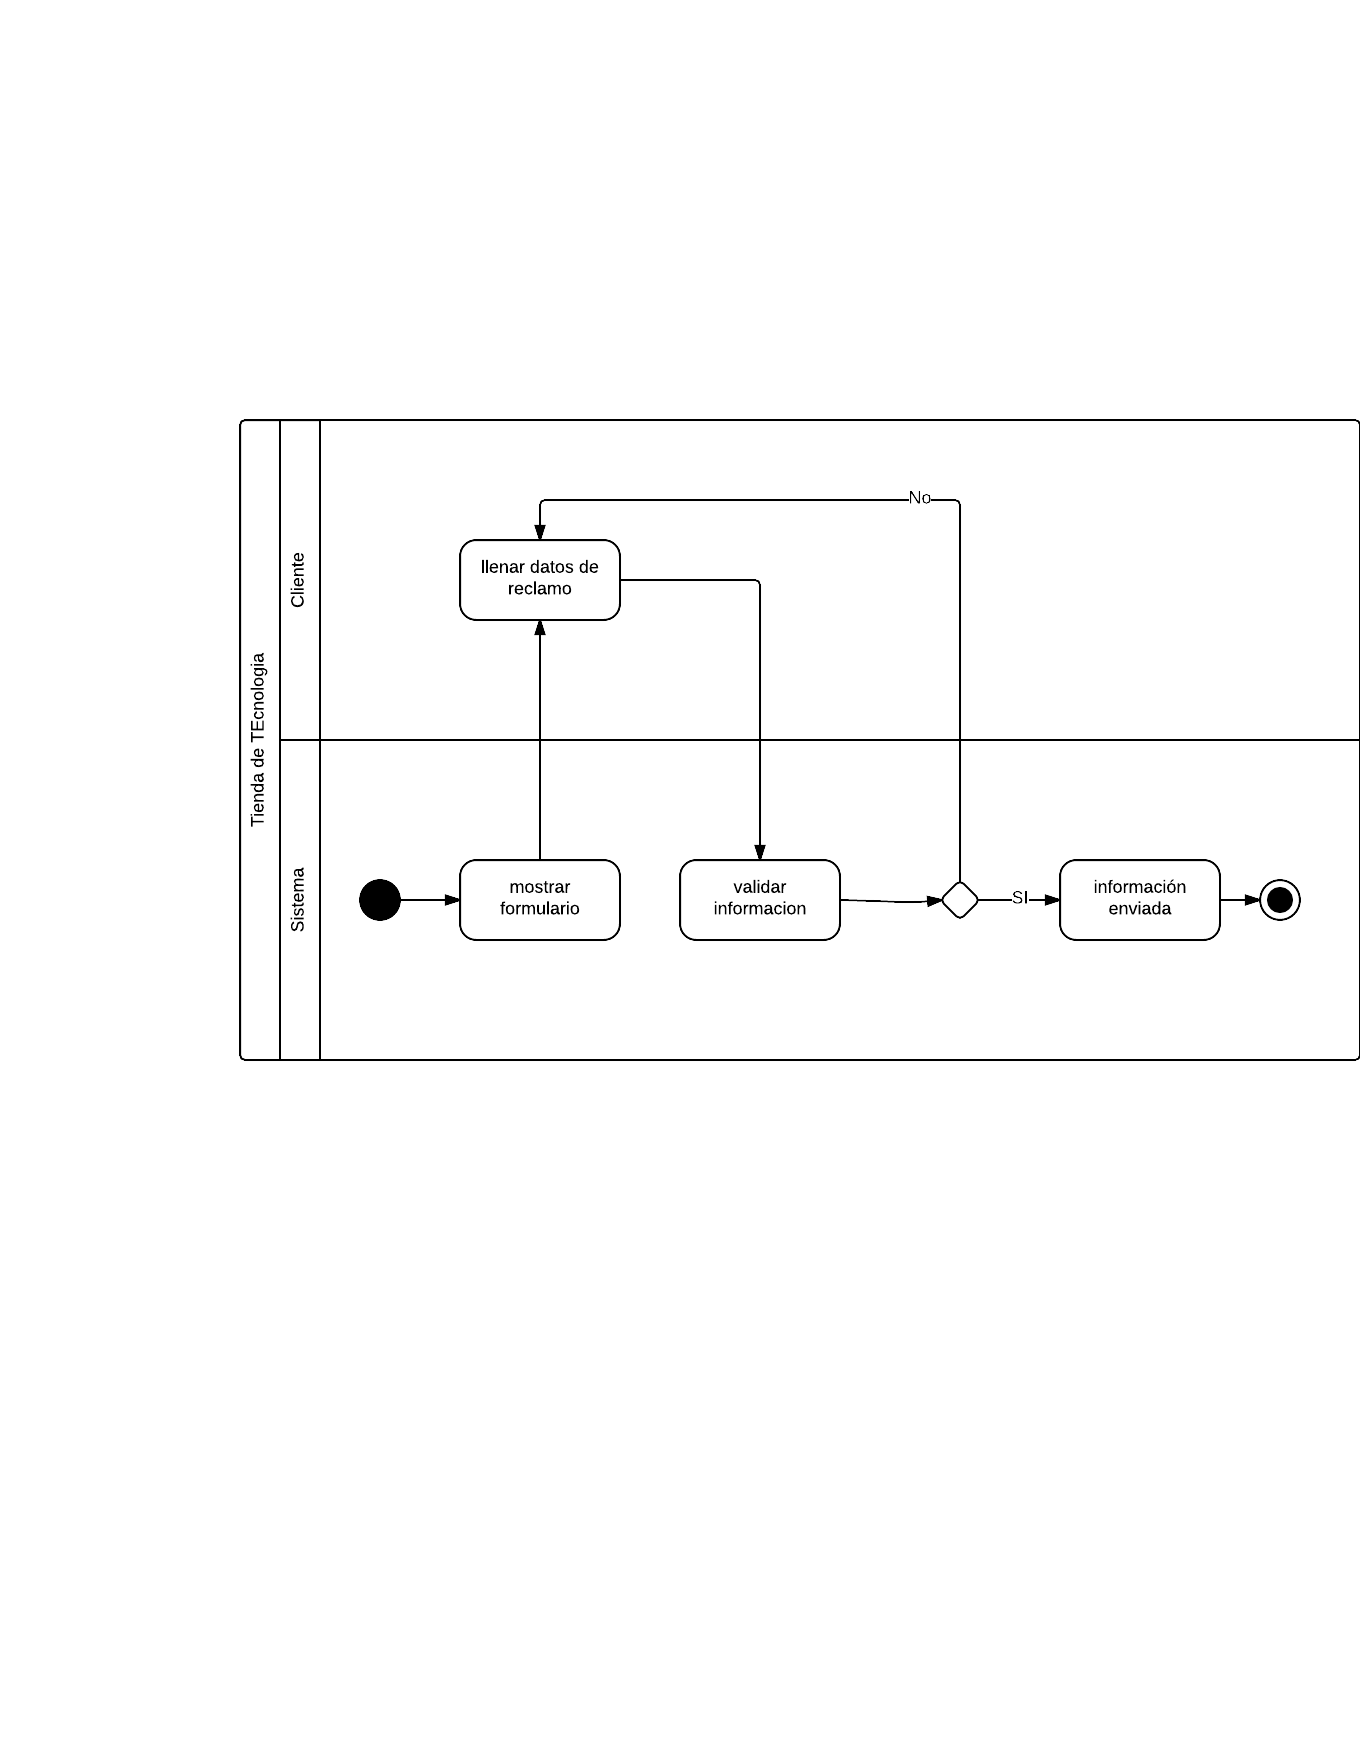 Tienda de TEcnologia
Cliente
No
llenar datos de
reclamo
Sistema
mostrar
formulario
validar
informacion
SI
información
enviada